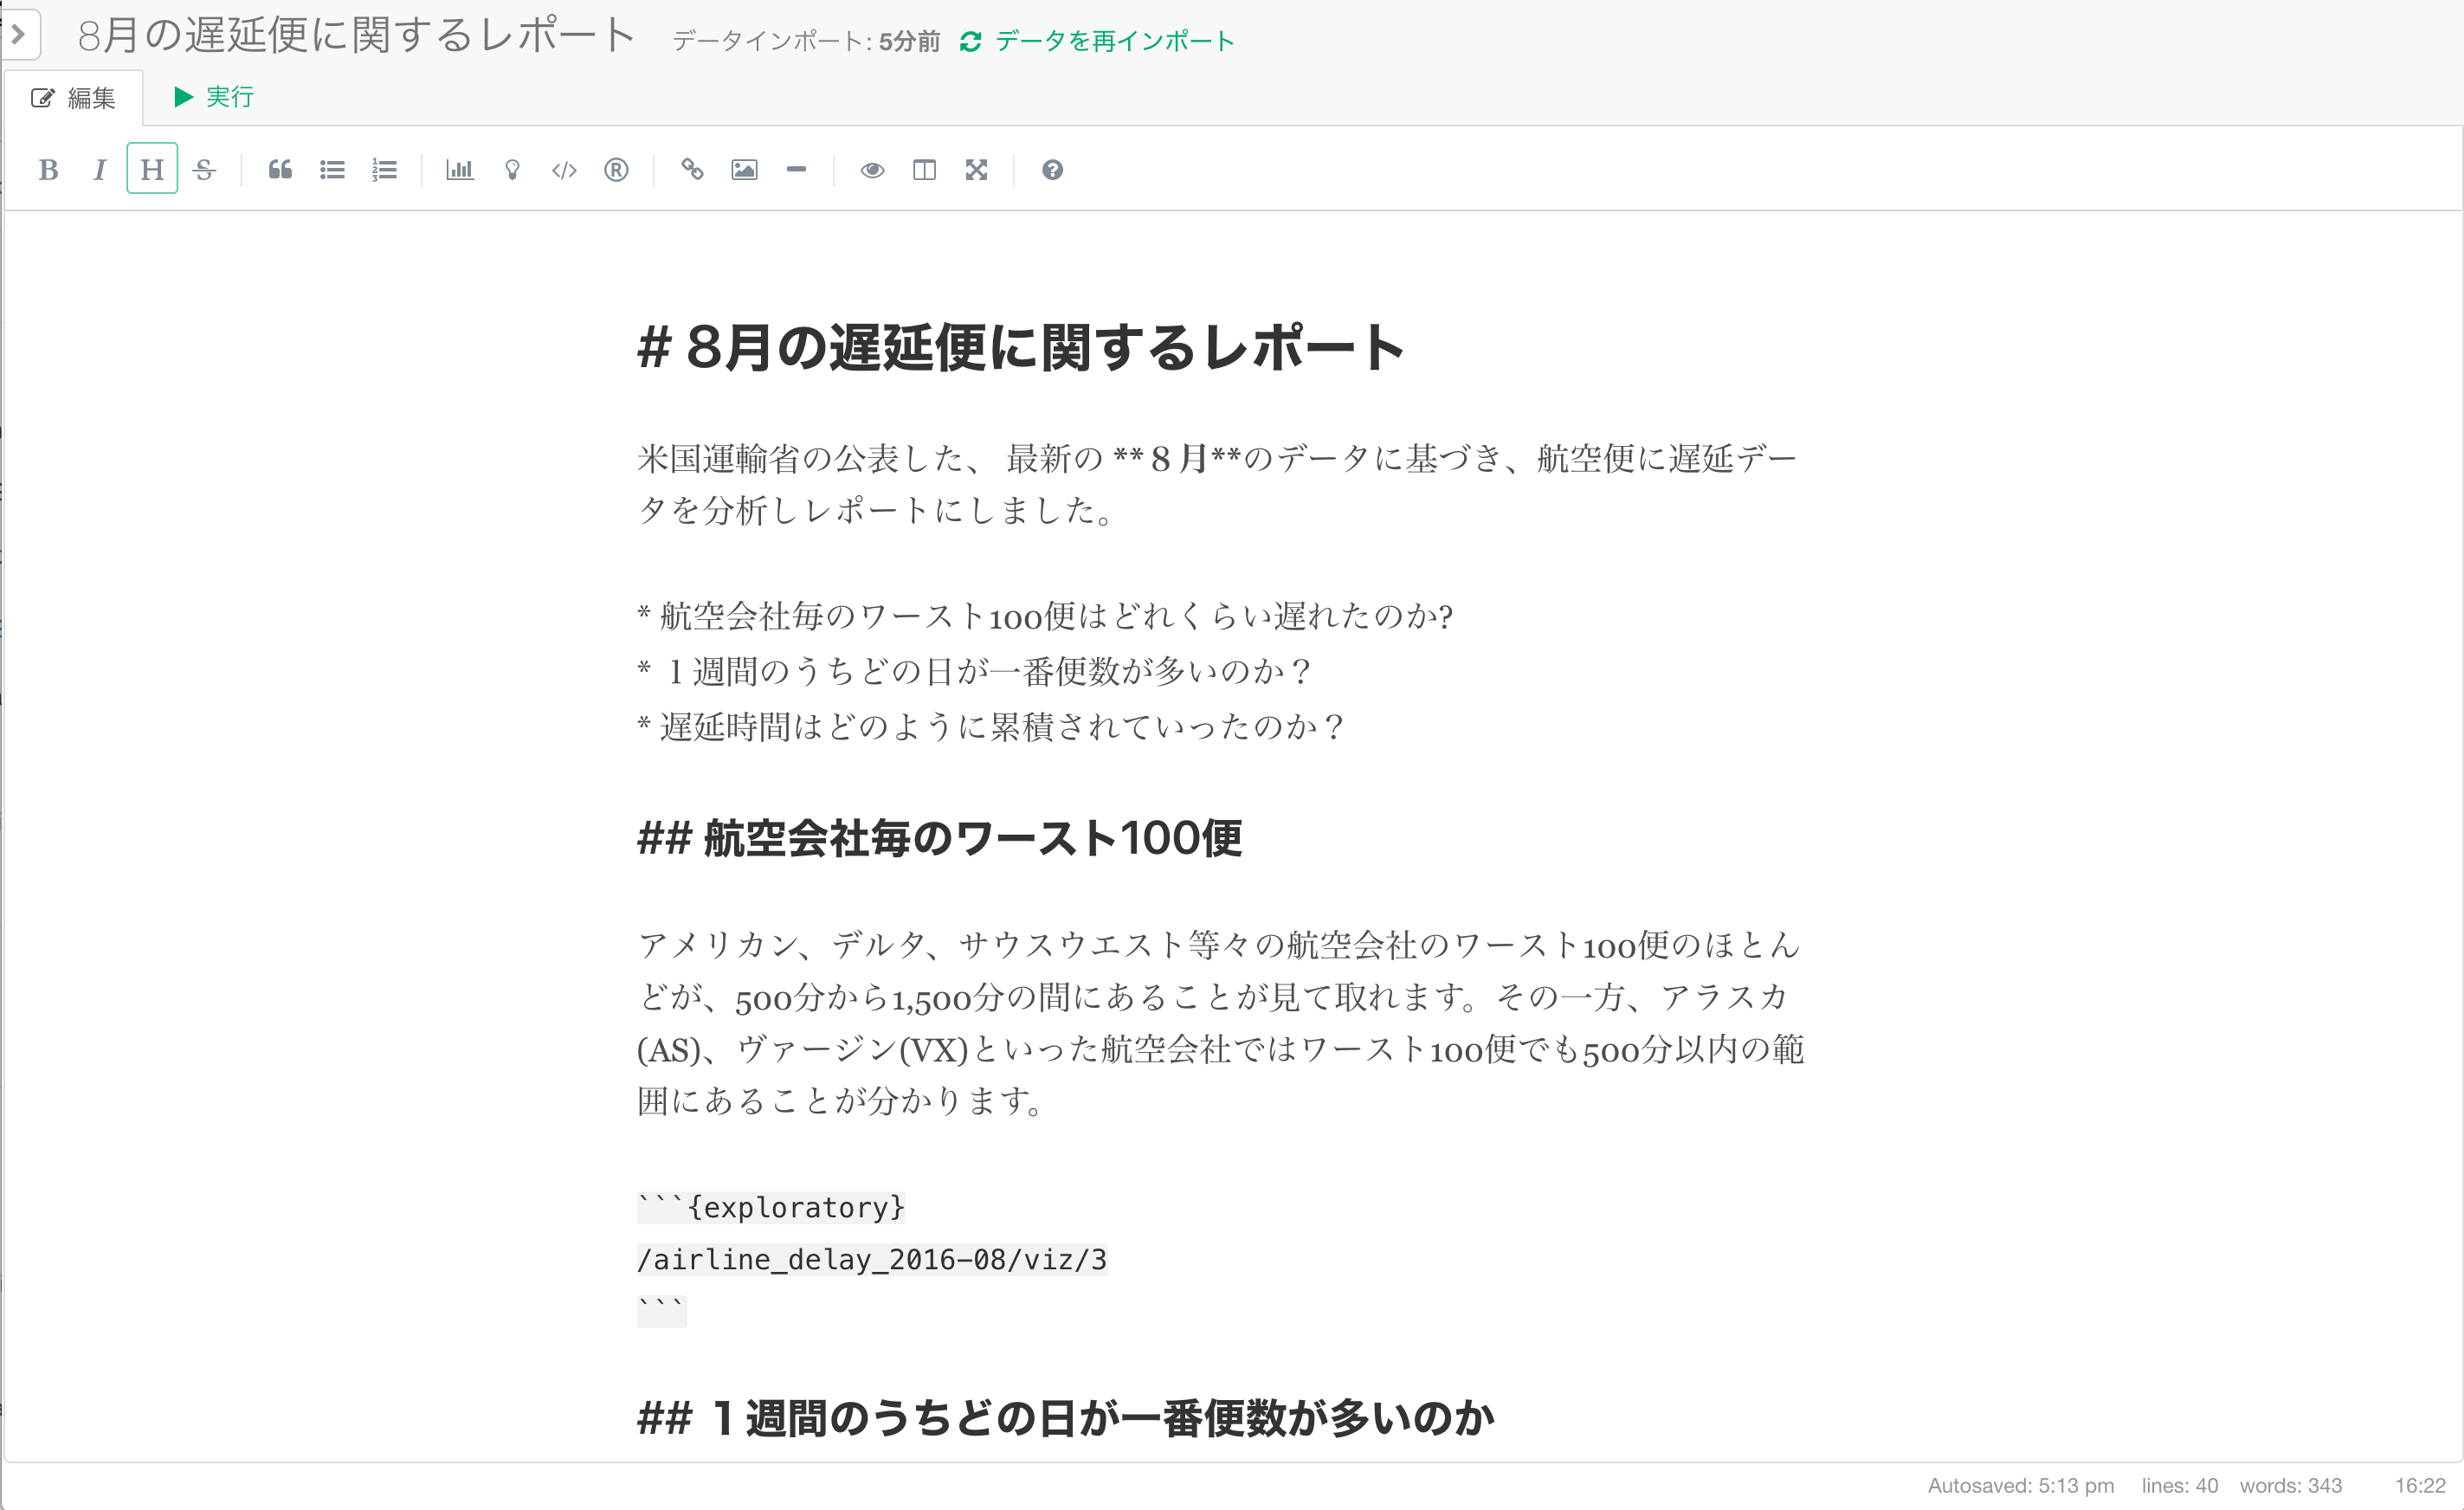 8月の遅延便に関するレポート データインポート: 5分前 データを再インポート
編集 実行
B I H S
# 8月の遅延便に関するレポート
米国運輸省の公表した、 最新の **８月**のデータに基づき、航空便に遅延デー
タを分析しレポートにしました。
* 航空会社毎のワースト100便はどれくらい遅れたのか?
* １週間のうちどの日が一番便数が多いのか？
* 遅延時間はどのように累積されていったのか？
## 航空会社毎のワースト100便
アメリカン、デルタ、サウスウエスト等々の航空会社のワースト100便のほとん
どが、500分から1,500分の間にあることが見て取れます。その一方、アラスカ
(AS)、ヴァージン(VX)といった航空会社ではワースト100便でも500分以内の範
囲にあることが分かります。
```{exploratory}
/airline_delay_2016-08/viz/3
```
## １週間のうちどの日が一番便数が多いのか
Autosaved: 5:13 pm lines: 40 words: 343 16:22